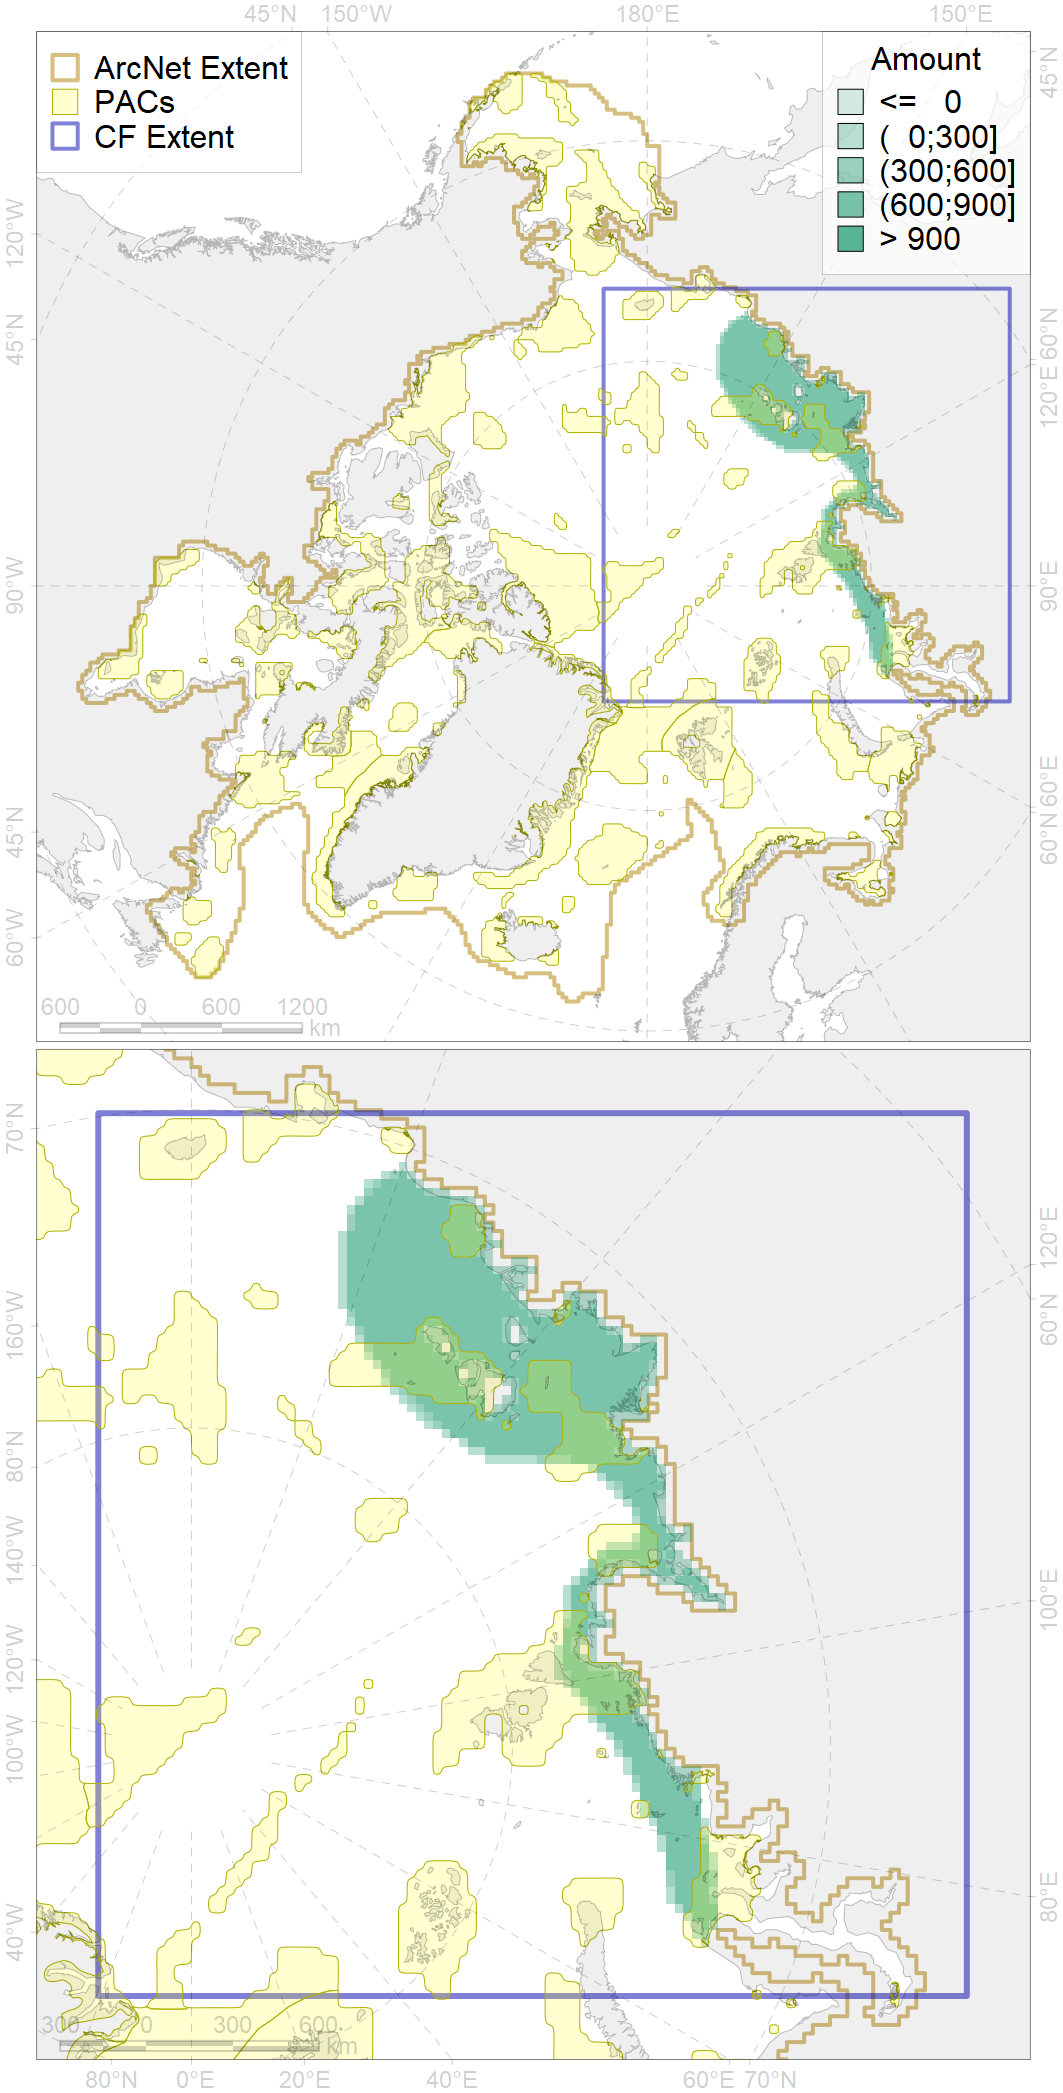 45°N 150°W 180°E 150°E
ArcNet Extent
PACs
CF Extent
Amount
<= 0
( 0;300]
(300;600]
(600;900]
> 900
120°W
45°N
90°W
45°N
60°W
45°N
60°N
120°E
90°E
60°E
60°N
600 0 600 1200
km
70°N
160°W
80°N
140°W
120°W
100°W
40°W
120°E
60°N
100°E
80°E
300 0 300 600
km
80°N 0°E 20°E 40°E 60°E 70°N